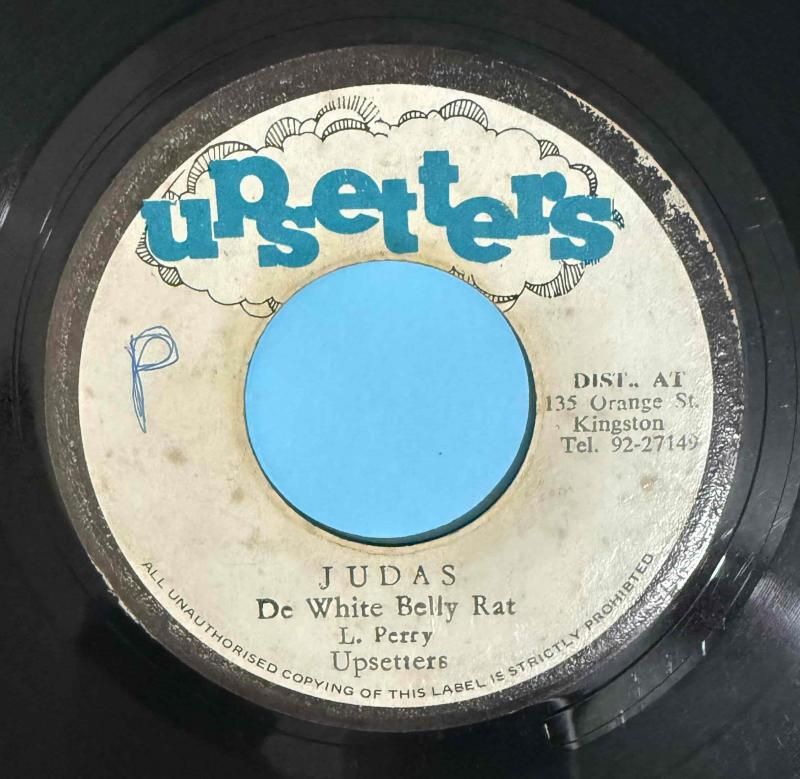 upsetters
P
DIST.. AT
135 Orange St.
Kingston
Tel. 92-27149
JUDAS
De White Belly Rat
L. Perry
Upsetters
ALL UNAUTHORISED COPYING OF THIS LABEL IS STRICTLY PROHIBITED